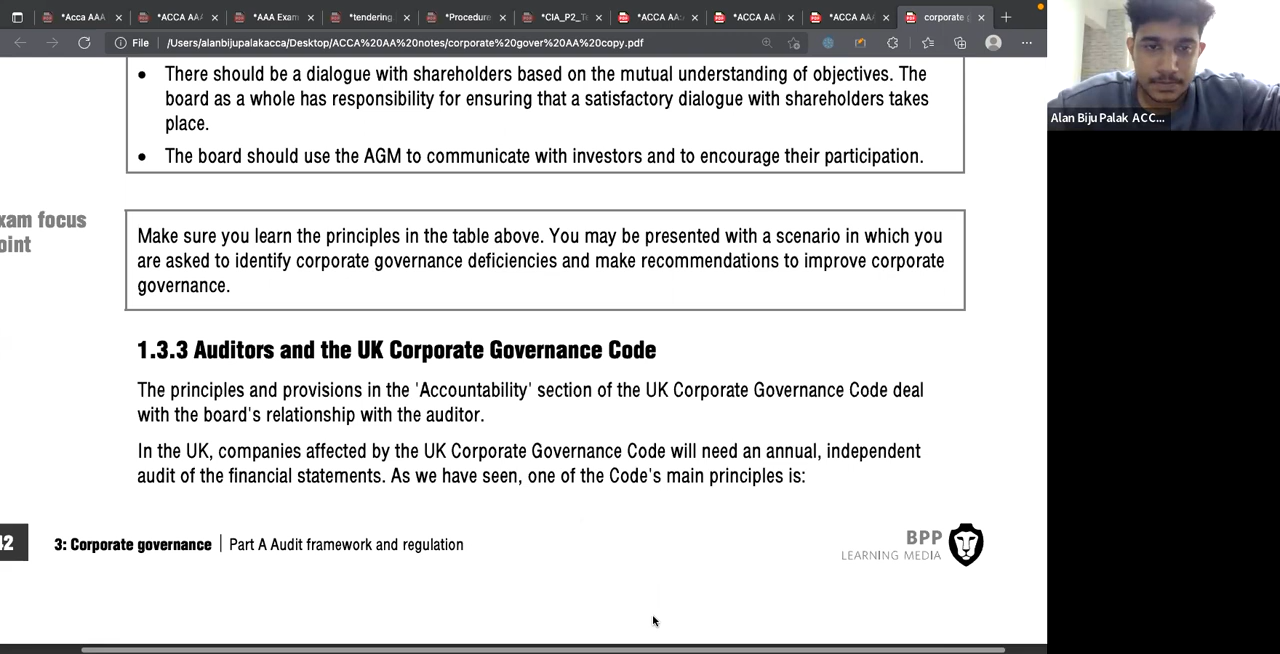 *Acca AAA
*ACCA AAA
*AAA Exam
*tendering
*Procedure
*CIA_P2_Te
*ACCA AA:
*ACCA AA
*ACCA AAA
corporate g
File
/Users/alanbijupalakacca/Desktop/ACCA%20AA%20notes/corporate%20gover%20AA%20copy.pdf
• There should be a dialogue with shareholders based on the mutual understanding of objectives. The
board as a whole has responsibility for ensuring that a satisfactory dialogue with shareholders takes
place.
• The board should use the AGM to communicate with investors and to encourage their participation.
xam focus
oint
Make sure you learn the principles in the table above. You may be presented with a scenario in which you
are asked to identify corporate governance deficiencies and make recommendations to improve corporate
governance.
1.3.3 Auditors and the UK Corporate Governance Code
The principles and provisions in the 'Accountability' section of the UK Corporate Governance Code deal
with the board's relationship with the auditor.
In the UK, companies affected by the UK Corporate Governance Code will need an annual, independent
audit of the financial statements. As we have seen, one of the Code's main principles is:
42
3: Corporate governance | Part A Audit framework and regulation
BPP
LEARNING MEDIA
Alan Biju Palak ACC...